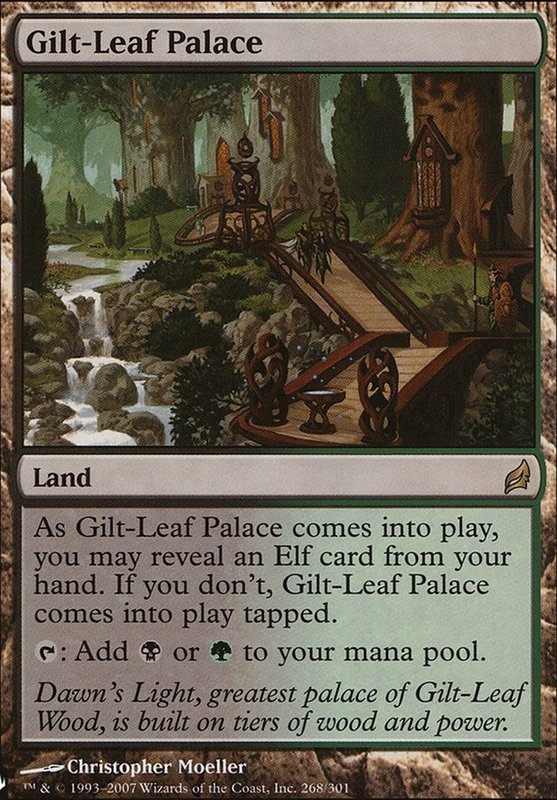 Gilt-Leaf Palace
Land
As Gilt-Leaf Palace comes into play,
you may reveal an Elf card from your
hand. If you don't, Gilt-Leaf Palace
comes into play tapped.
: Add or to your mana pool.
Dawn's Light, greatest palace of Gilt-Leaf
Wood, is built on tiers of wood and power.
Christopher Moeller
™ & © 1993–2007 Wizards of the Coast, Inc. 268/301